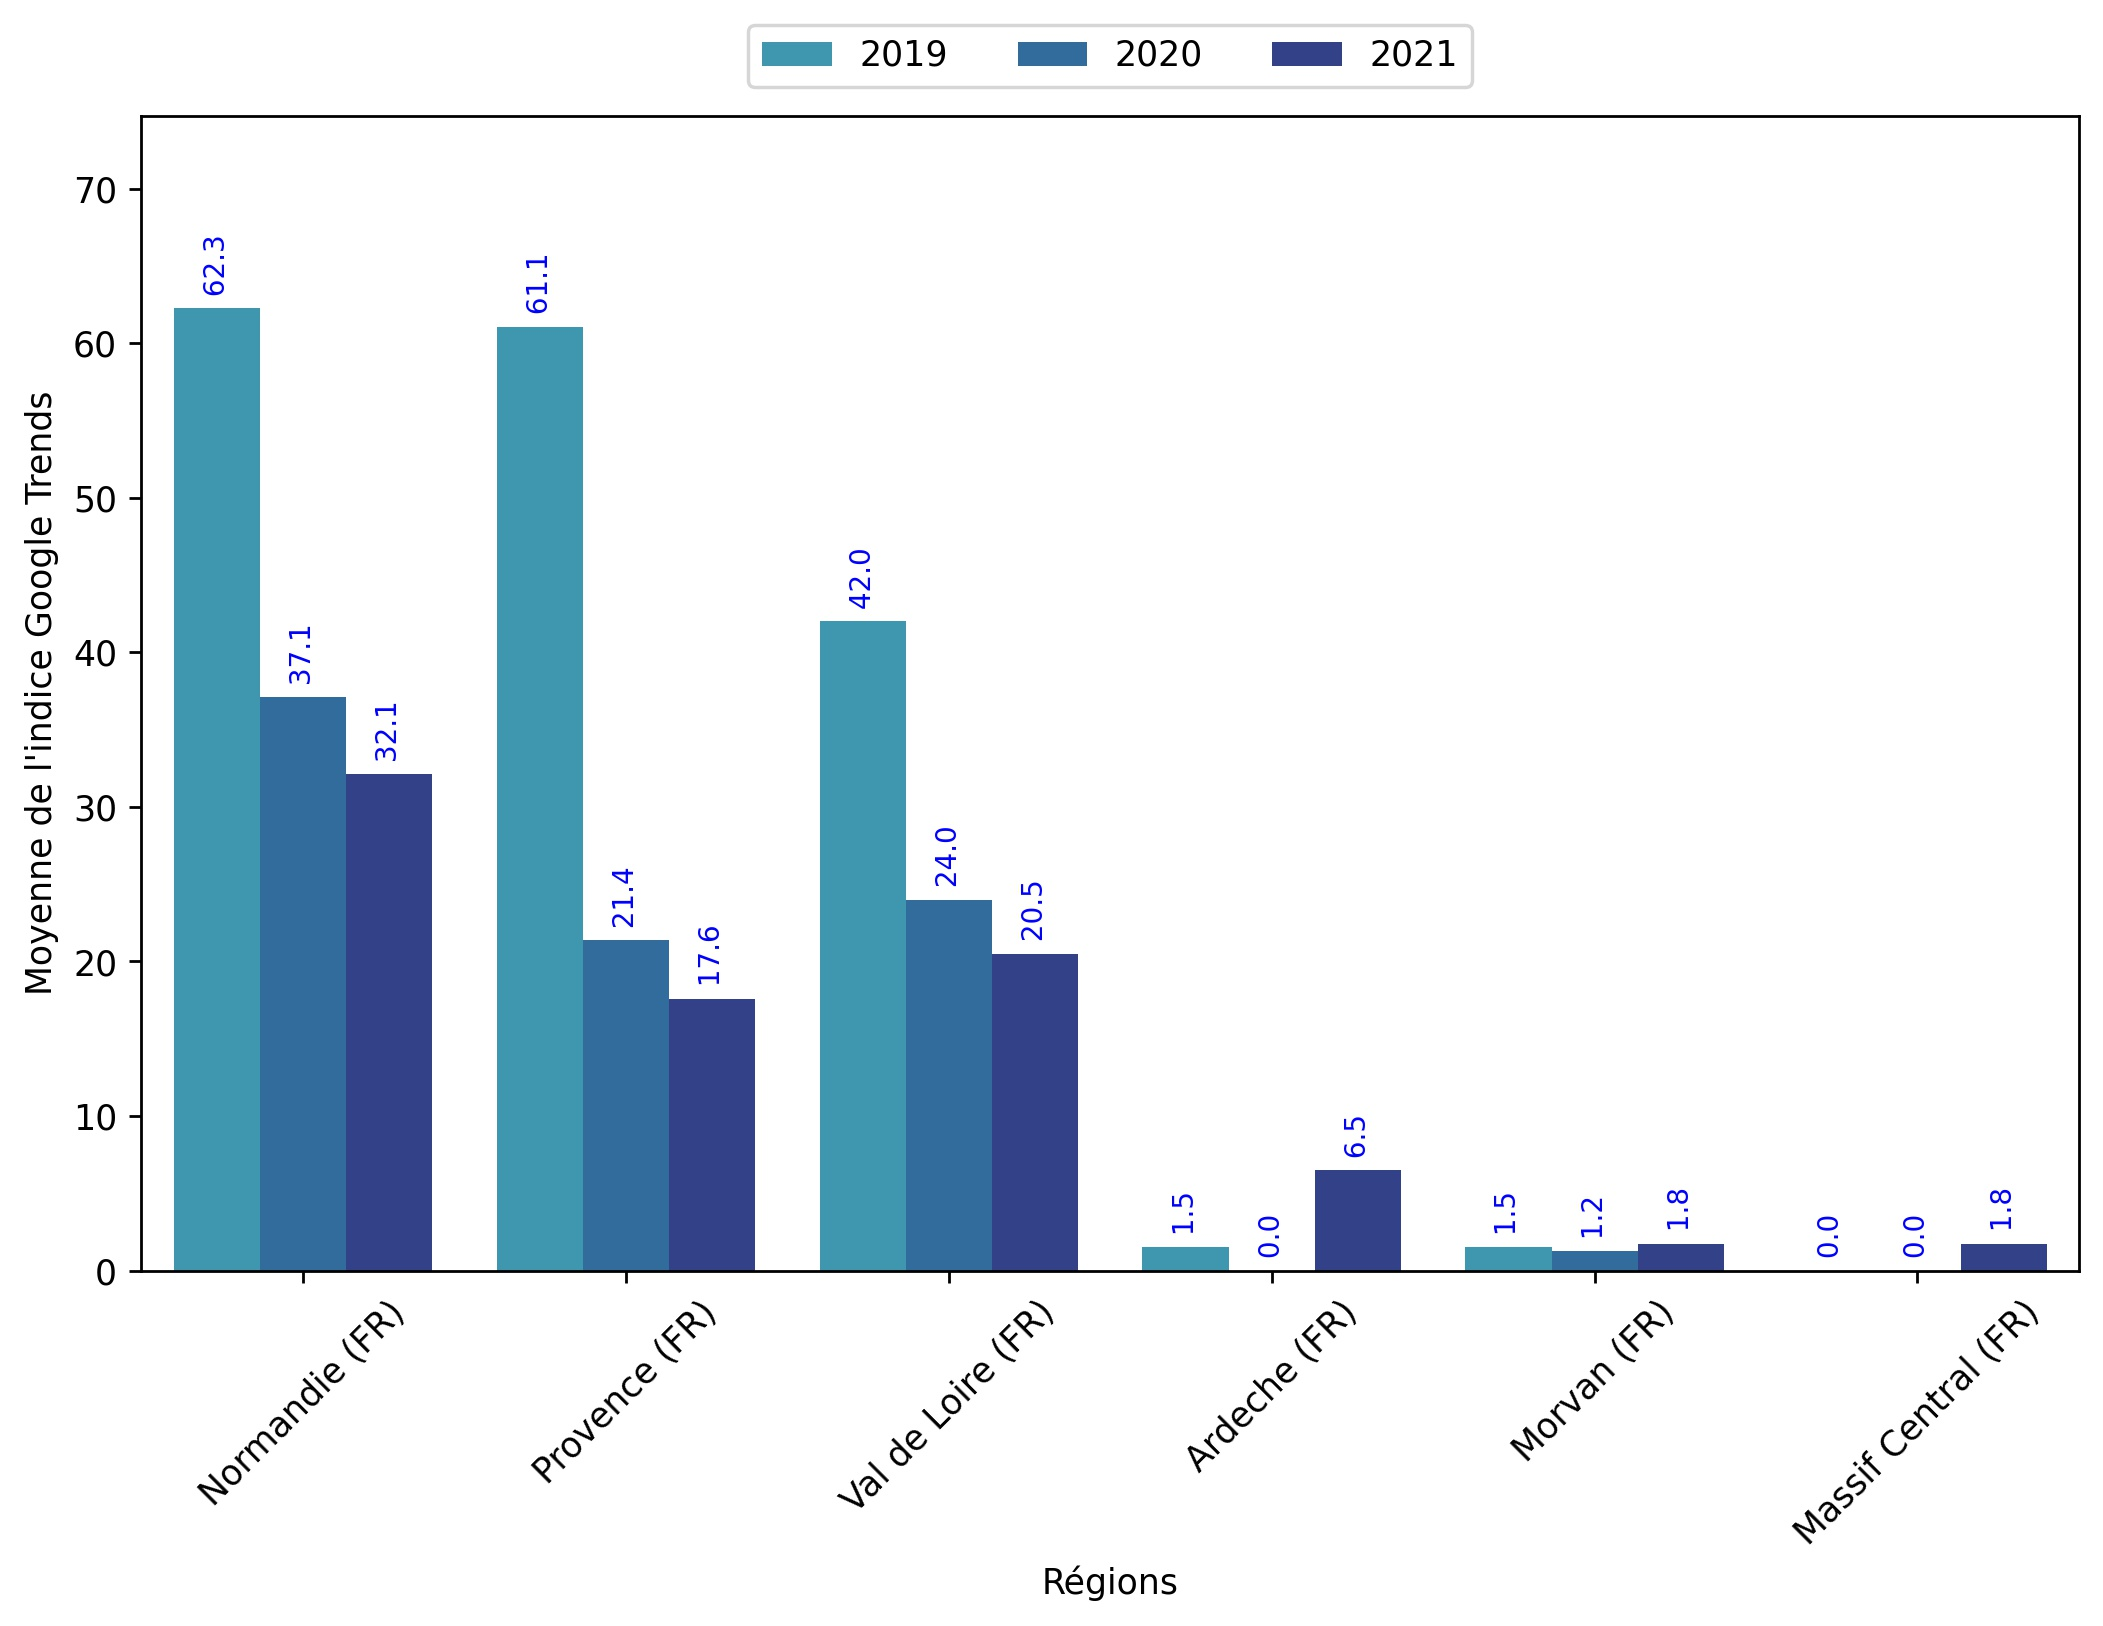 2019 2020 2021
Moyenne de l'indice Google Trends
70
60
50
40
30
20
10
0
62.3
37.1
32.1
61.1
21.4
17.6
42.0
24.0
20.5
1.5
0.0
6.5
1.5
1.2
1.8
0.0
0.0
1.8
Normandie (FR)
Provence (FR)
Val de Loire (FR)
Ardeche (FR)
Morvan (FR)
Massif Central (FR)
Régions